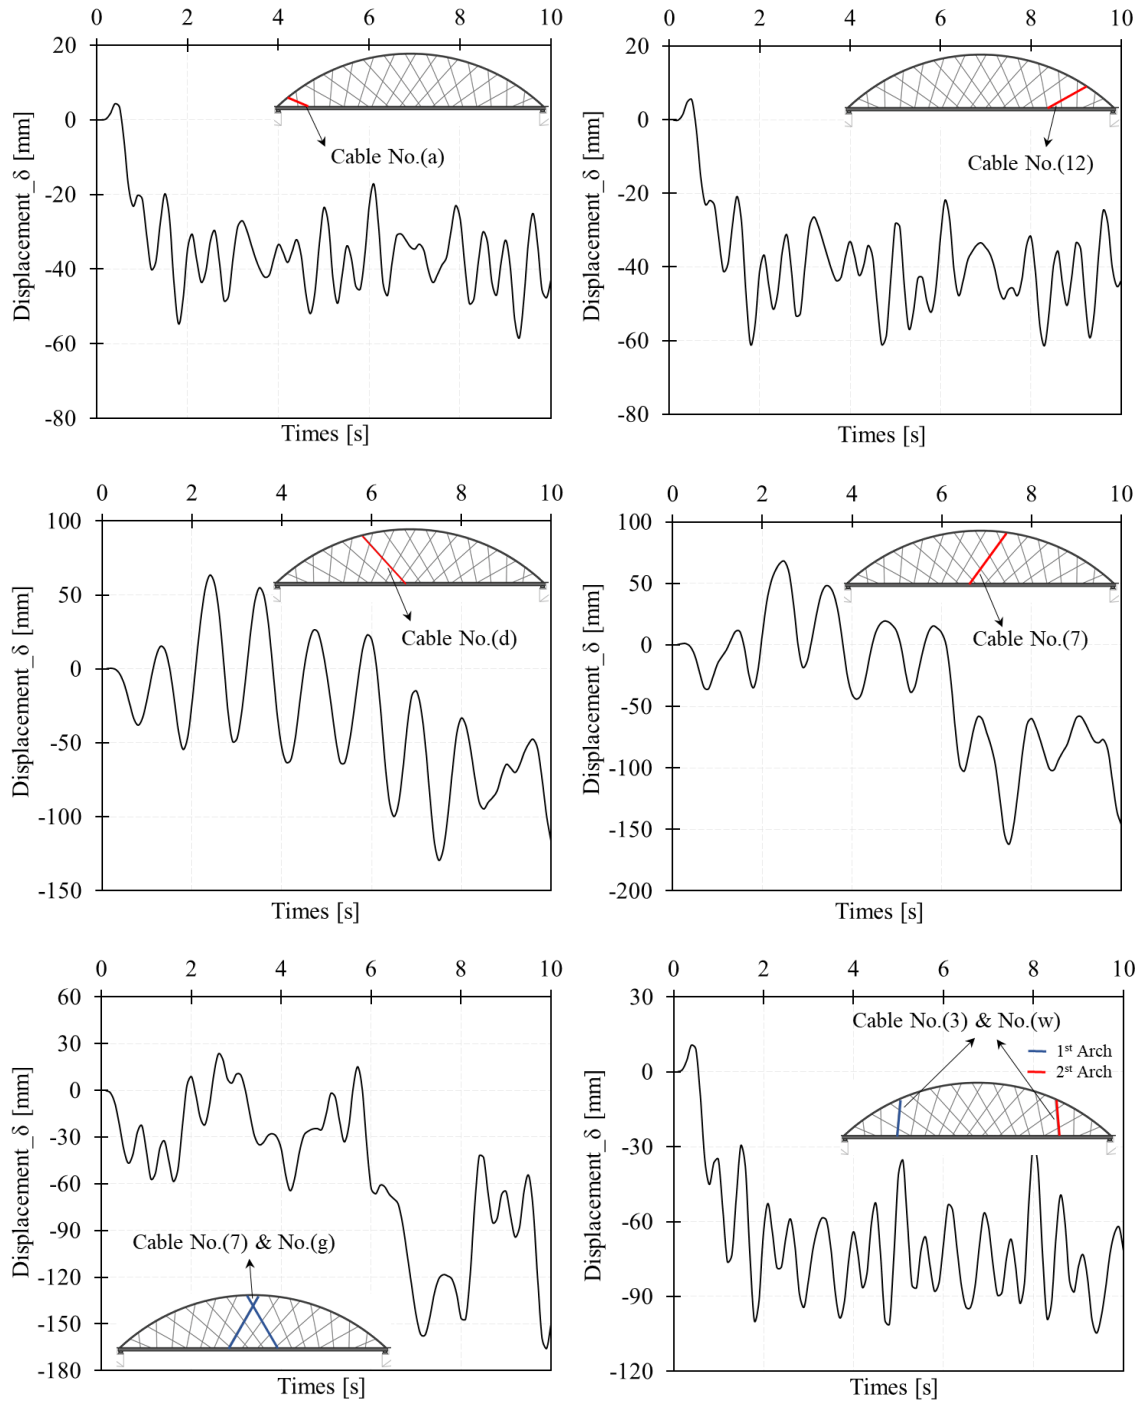 0 2 4 6 8 10
20
0
-20
-40
-60
-80
Displacement_δ [mm]
Cable No.(a)
Times [s]
0 2 4 6 8 10
20
0
-20
-40
-60
-80
Displacement_δ [mm]
Cable No.(12)
Times [s]
0 2 4 6 8 10
100
50
0
-50
-100
-150
Displacement_δ [mm]
Cable No.(d)
Times [s]
0 2 4 6 8 10
100
50
0
-50
-100
-150
-200
Displacement_δ [mm]
Cable No.(7)
Times [s]
0 2 4 6 8 10
60
30
0
-30
-60
-90
-120
-150
-180
Displacement_δ [mm]
Cable No.(7) & No.(g)
Times [s]
0 2 4 6 8 10
30
0
-30
-60
-90
-120
Displacement_δ [mm]
Cable No.(3) & No.(w)
1st Arch
2st Arch
Times [s]